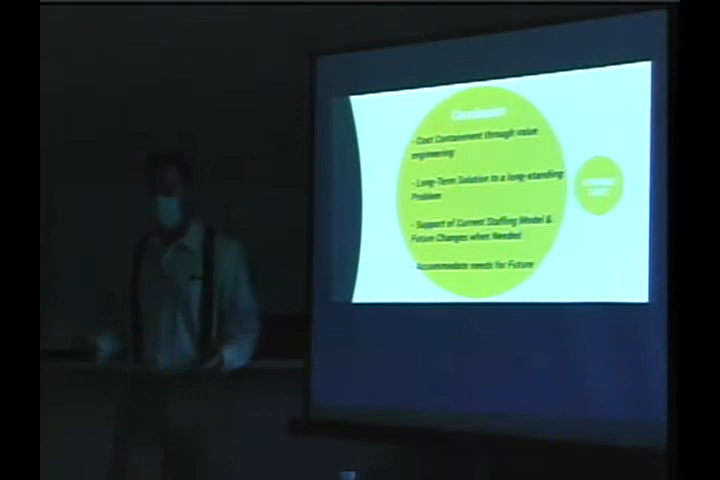 Conclusion
- Cost Containment through value
engineering
- Long-Term Solution to a long-standing
Problem
- Support of Current Staffing Model &
Future Changes when Needed
- Accommodate needs for Future